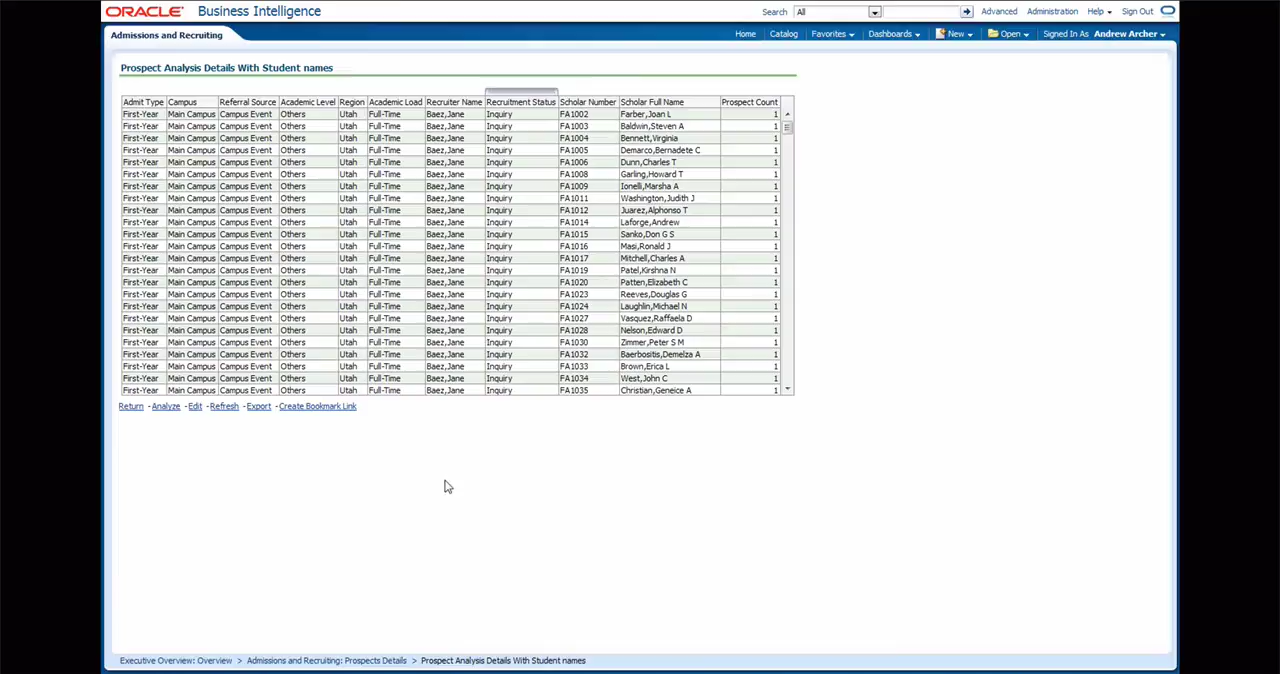 ORACLE Business Intelligence Search All Advanced Administration Help Sign Out
Admissions and Recruiting Home Catalog Favorites Dashboards New Open Signed In As Andrew Archer
Prospect Analysis Details With Student names
Admit Type Campus Referral Source Academic Level Region Academic Load Recruiter Name Recruitment Status Scholar Number Scholar Full Name Prospect Count
First-Year Main Campus Campus Event Others Utah Full-Time Baez,Jane Inquiry FA1002 Farber,Joan L 1
First-Year Main Campus Campus Event Others Utah Full-Time Baez,Jane Inquiry FA1003 Baldwin,Steven A 1
First-Year Main Campus Campus Event Others Utah Full-Time Baez,Jane Inquiry FA1004 Bennett,Virginia 1
First-Year Main Campus Campus Event Others Utah Full-Time Baez,Jane Inquiry FA1005 Demarco,Bernadete C 1
First-Year Main Campus Campus Event Others Utah Full-Time Baez,Jane Inquiry FA1006 Dunn,Charles T 1
First-Year Main Campus Campus Event Others Utah Full-Time Baez,Jane Inquiry FA1008 Garling,Howard T 1
First-Year Main Campus Campus Event Others Utah Full-Time Baez,Jane Inquiry FA1009 Ionelli,Marsha A 1
First-Year Main Campus Campus Event Others Utah Full-Time Baez,Jane Inquiry FA1011 Washington,Judith J 1
First-Year Main Campus Campus Event Others Utah Full-Time Baez,Jane Inquiry FA1012 Juarez,Alphonso T 1
First-Year Main Campus Campus Event Others Utah Full-Time Baez,Jane Inquiry FA1014 Laforge,Andrew 1
First-Year Main Campus Campus Event Others Utah Full-Time Baez,Jane Inquiry FA1015 Sanko,Don G S 1
First-Year Main Campus Campus Event Others Utah Full-Time Baez,Jane Inquiry FA1016 Masi,Ronald J 1
First-Year Main Campus Campus Event Others Utah Full-Time Baez,Jane Inquiry FA1017 Mitchell,Charles A 1
First-Year Main Campus Campus Event Others Utah Full-Time Baez,Jane Inquiry FA1019 Patel,Kirshna N 1
First-Year Main Campus Campus Event Others Utah Full-Time Baez,Jane Inquiry FA1020 Patten,Elizabeth C 1
First-Year Main Campus Campus Event Others Utah Full-Time Baez,Jane Inquiry FA1023 Reeves,Douglas G 1
First-Year Main Campus Campus Event Others Utah Full-Time Baez,Jane Inquiry FA1024 Laughlin,Michael N 1
First-Year Main Campus Campus Event Others Utah Full-Time Baez,Jane Inquiry FA1027 Vasquez,Raffaela D 1
First-Year Main Campus Campus Event Others Utah Full-Time Baez,Jane Inquiry FA1028 Nelson,Edward D 1
First-Year Main Campus Campus Event Others Utah Full-Time Baez,Jane Inquiry FA1030 Zimmer,Peter S M 1
First-Year Main Campus Campus Event Others Utah Full-Time Baez,Jane Inquiry FA1032 Baerbositis,Demelza A 1
First-Year Main Campus Campus Event Others Utah Full-Time Baez,Jane Inquiry FA1033 Brown,Erica L 1
First-Year Main Campus Campus Event Others Utah Full-Time Baez,Jane Inquiry FA1034 West,John C 1
First-Year Main Campus Campus Event Others Utah Full-Time Baez,Jane Inquiry FA1035 Christian,Geneice A 1
Return - Analyze - Edit - Refresh - Export - Create Bookmark Link
Executive Overview: Overview > Admissions and Recruiting: Prospects Details > Prospect Analysis Details With Student names